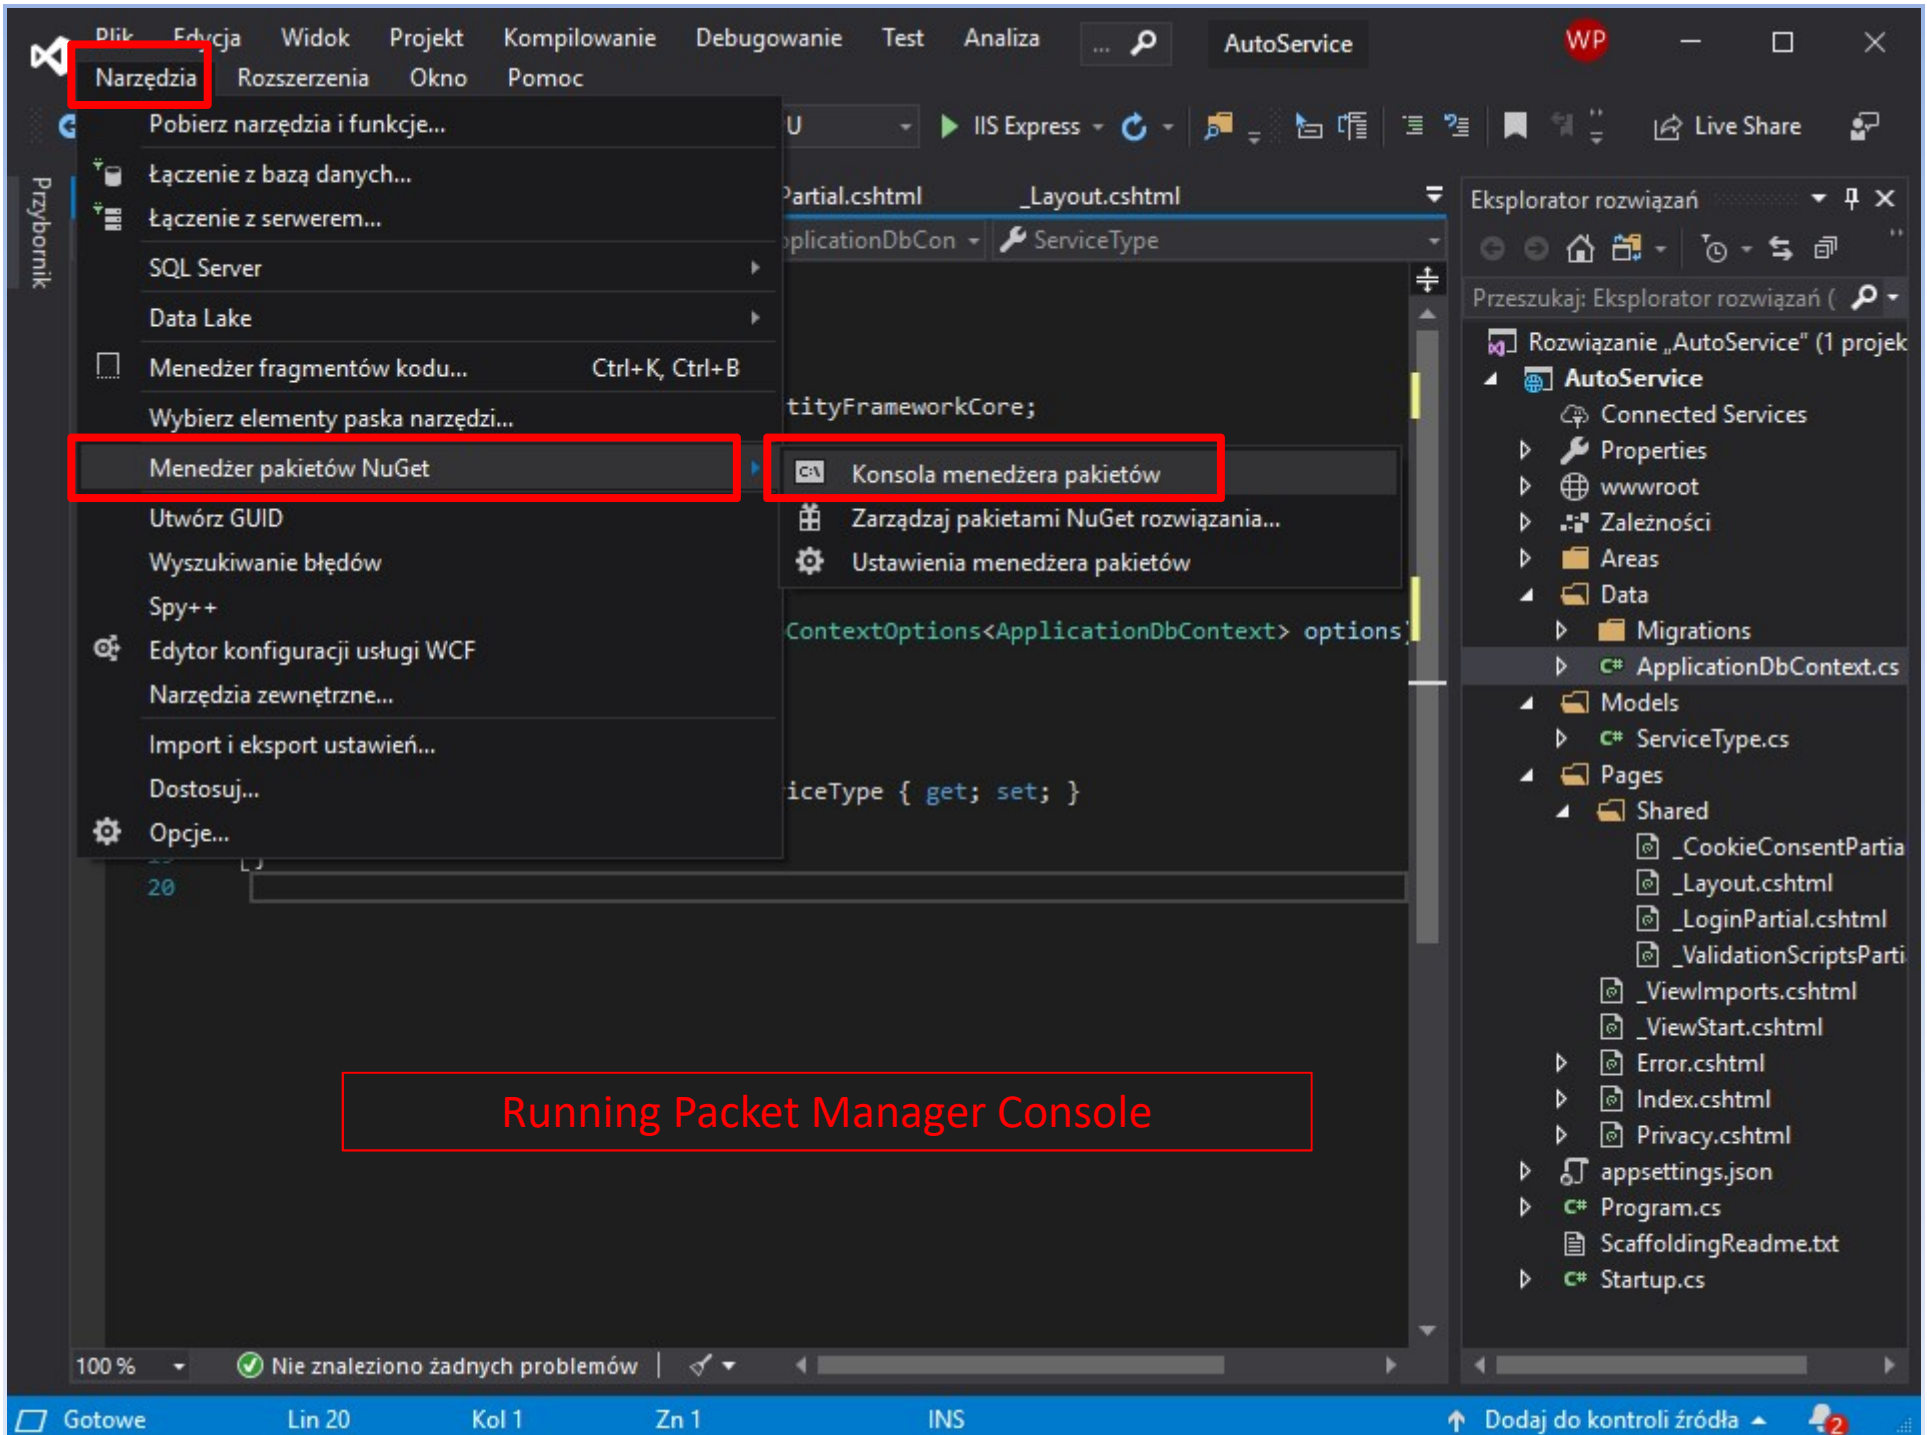 Plik Edycja Widok Projekt Kompilowanie Debugowanie Test Analiza ... AutoService WP
Narzędzia Rozszerzenia Okno Pomoc
Pobierz narzędzia i funkcje...
U IIS Express Live Share
Przybornik
Łączenie z bazą danych...
Łączenie z serwerem...
SQL Server
Data Lake
Menedżer fragmentów kodu... Ctrl+K, Ctrl+B
Wybierz elementy paska narzędzi...
Menedżer pakietów NuGet
Utwórz GUID
Wyszukiwanie błędów
Spy++
Edytor konfiguracji usługi WCF
Narzędzia zewnętrzne...
Import i eksport ustawień...
Dostosuj...
Opcje...
Konsola menedżera pakietów
Zarządzaj pakietami NuGet rozwiązania...
Ustawienia menedżera pakietów
Partial.cshtml _Layout.cshtml
plicationDbCon ServiceType
tityFrameworkCore;
ContextOptions<ApplicationDbContext> options)
iceType { get; set; }
19 }
20
Running Packet Manager Console
Eksplorator rozwiązań
Przeszukaj: Eksplorator rozwiązań (
Rozwiązanie „AutoService" (1 projek
AutoService
Connected Services
Properties
wwwroot
Zależności
Areas
Data
Migrations
C# ApplicationDbContext.cs
Models
C# ServiceType.cs
Pages
Shared
_CookieConsentPartia
_Layout.cshtml
_LoginPartial.cshtml
_ValidationScriptsParti
_ViewImports.cshtml
_ViewStart.cshtml
Error.cshtml
Index.cshtml
Privacy.cshtml
appsettings.json
C# Program.cs
ScaffoldingReadme.txt
C# Startup.cs
100 % Nie znaleziono żadnych problemów
Gotowe Lin 20 Kol 1 Zn 1 INS Dodaj do kontroli źródła 2